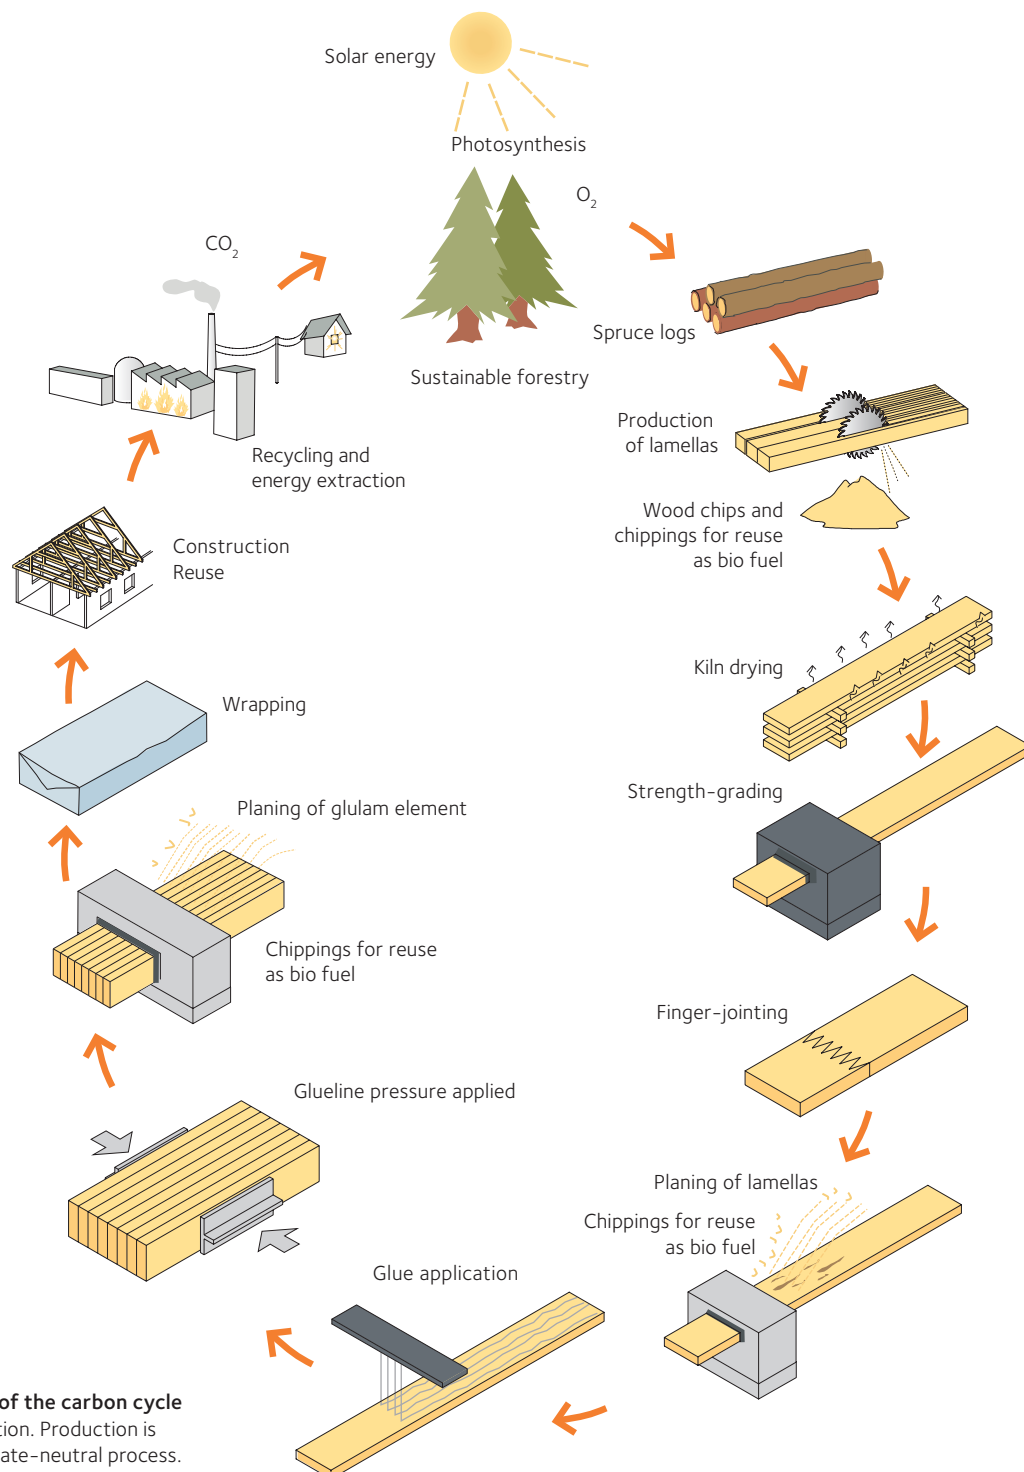 Solar energy
Photosynthesis
O₂
CO₂
Spruce logs
Sustainable forestry
Production
of lamellas
Recycling and
energy extraction
Wood chips and
chippings for reuse
as bio fuel
Construction
Reuse
Kiln drying
Wrapping
Strength-grading
Planing of glulam element
Chippings for reuse
as bio fuel
Finger-jointing
Glueline pressure applied
Planing of lamellas
Chippings for reuse
as bio fuel
Glue application
of the carbon cycle
Production is
process.